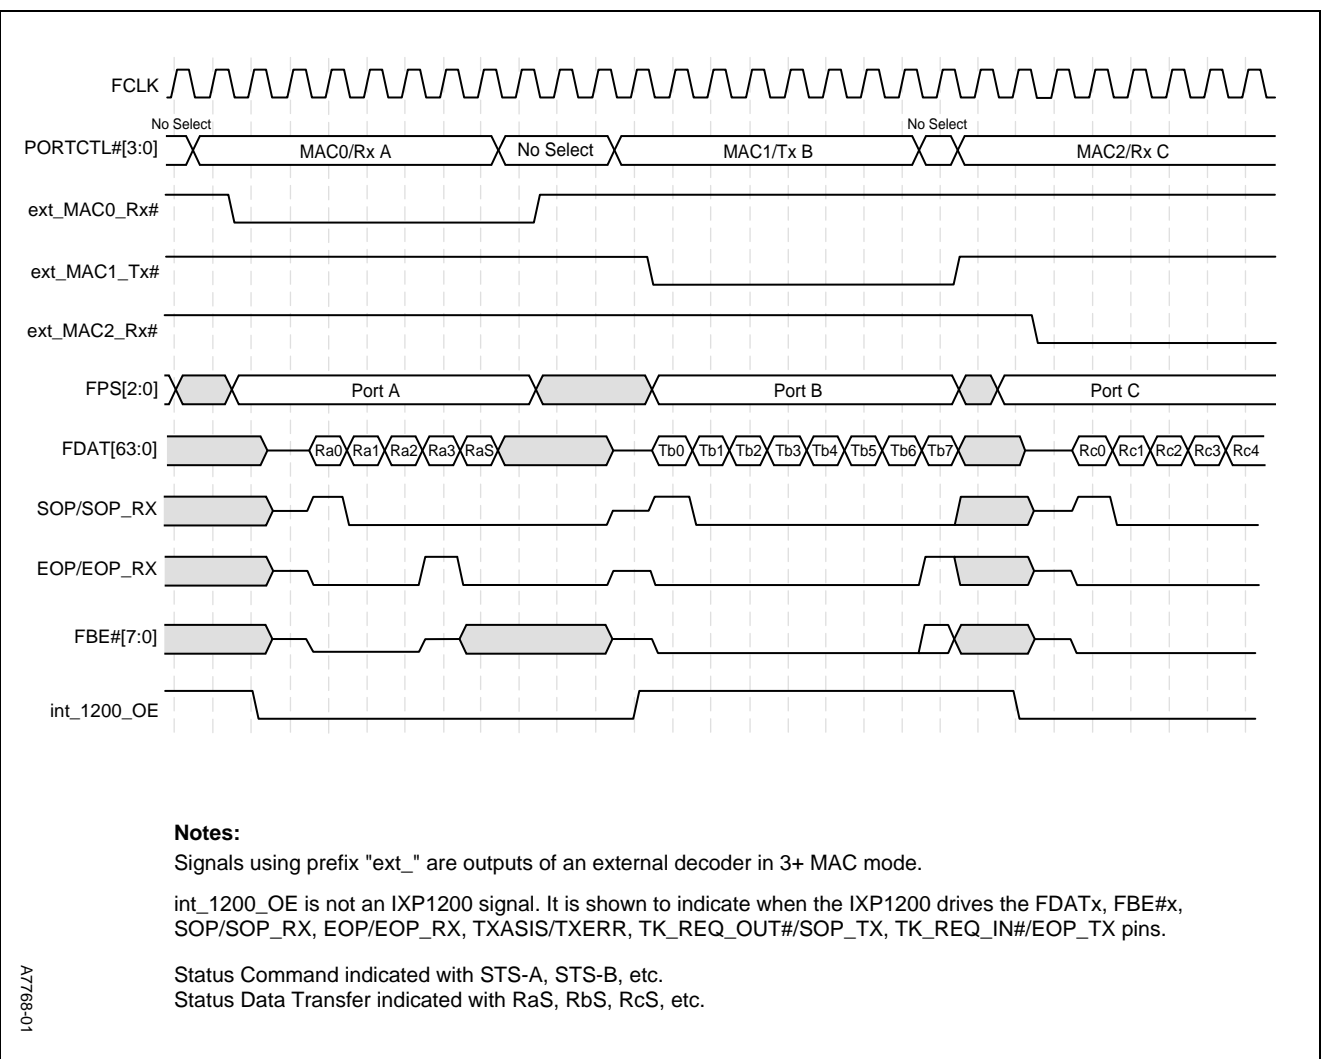 FCLK
No Select
No Select
PORTCTL#[3:0]
MAC0/Rx A
No Select
MAC1/Tx B
MAC2/Rx C
ext_MAC0_Rx#
ext_MAC1_Tx#
ext_MAC2_Rx#
FPS[2:0]
Port A
Port B
Port C
FDAT[63:0]
Ra0 Ra1 Ra2 Ra3 RaS
Tb0 Tb1 Tb2 Tb3 Tb4 Tb5 Tb6 Tb7
Rc0 Rc1 Rc2 Rc3 Rc4
SOP/SOP_RX
EOP/EOP_RX
FBE#[7:0]
int_1200_OE
Notes:
Signals using prefix "ext_" are outputs of an external decoder in 3+ MAC mode.
int_1200_OE is not an IXP1200 signal. It is shown to indicate when the IXP1200 drives the FDATx, FBE#x,
SOP/SOP_RX, EOP/EOP_RX, TXASIS/TXERR, TK_REQ_OUT#/SOP_TX, TK_REQ_IN#/EOP_TX pins.
Status Command indicated with STS-A, STS-B, etc.
Status Data Transfer indicated with RaS, RbS, RcS, etc.
A7768-01